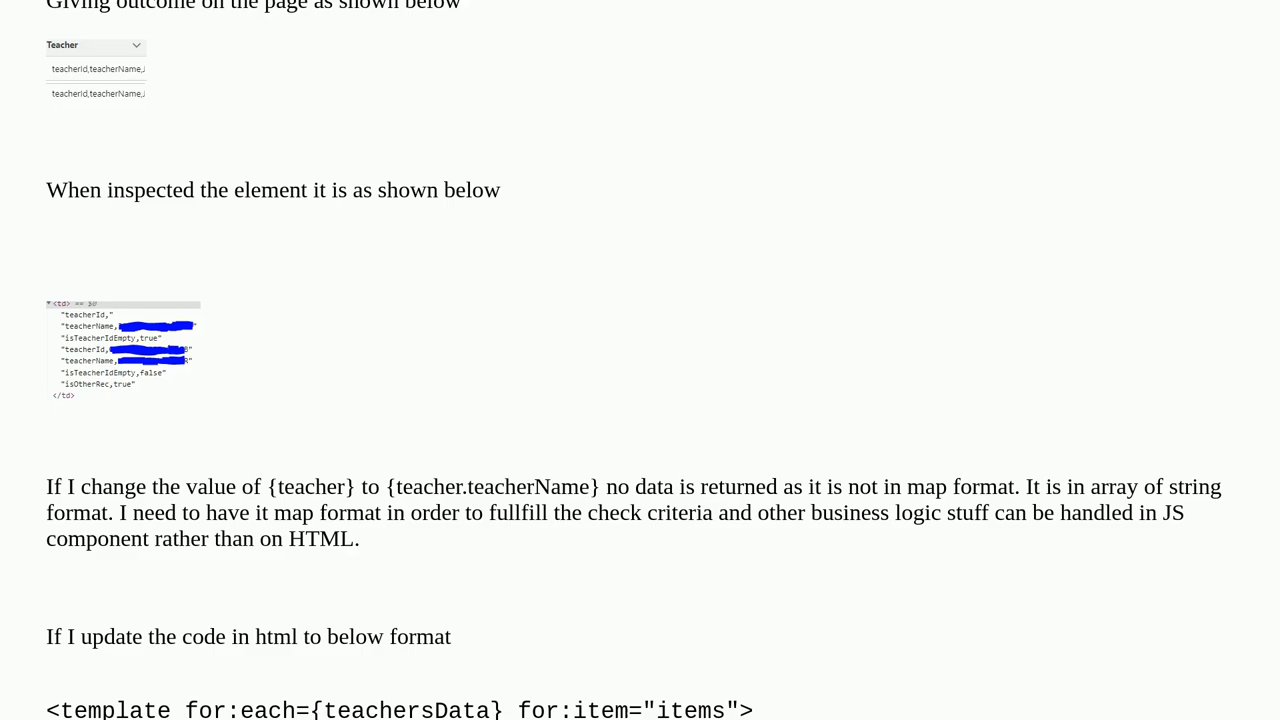 Giving outcome on the page as shown below
Teacher
teacherId,teacherName,
teacherId,teacherName,
When inspected the element it is as shown below
<td> == $0
"teacherId,"
"teacherName, "
"isTeacherIdEmpty,true"
"teacherId, "
"teacherName, "
"isTeacherIdEmpty,false"
"isOtherRec,true"
</td>
If I change the value of {teacher} to {teacher.teacherName} no data is returned as it is not in map format. It is in array of string
format. I need to have it map format in order to fullfill the check criteria and other business logic stuff can be handled in JS
component rather than on HTML.
If I update the code in html to below format
<template for:each={teachersData} for:item="items">